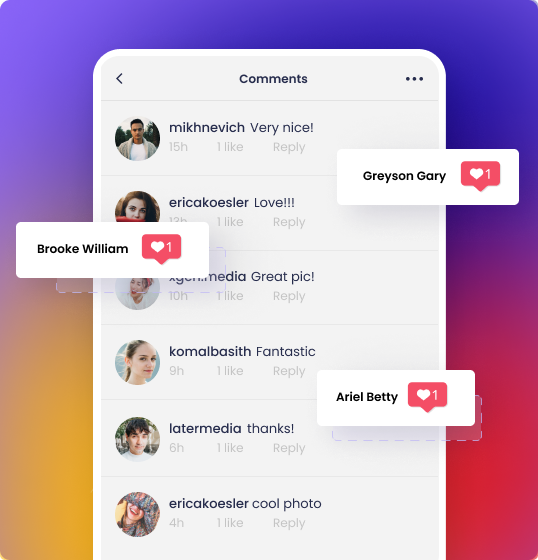 Comments
mikhnevich Very nice!
15h 1 like Reply
Greyson Gary 1
ericakoesler Love!!!
13h 1 like Reply
Brooke William 1
xgen.media Great pic!
10h 1 like Reply
komalbasith Fantastic
9h 1 like Reply
Ariel Betty 1
latermedia thanks!
6h 1 like Reply
ericakoesler cool photo
4h 1 like Reply